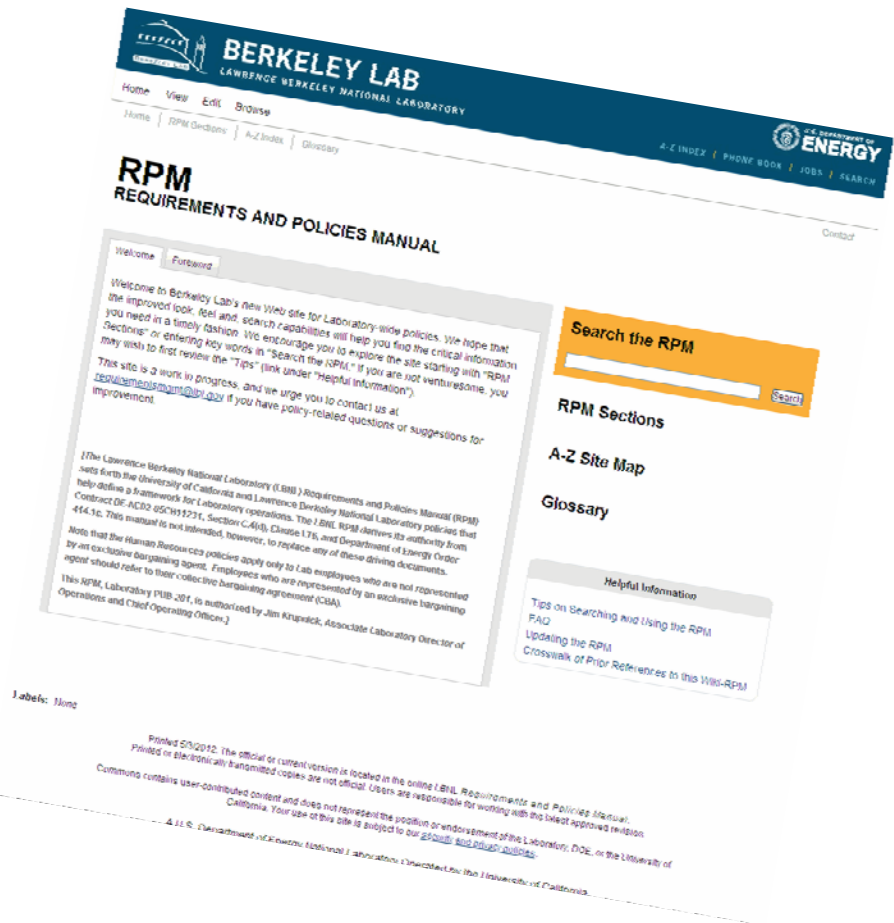 BERKELEY LAB
LAWRENCE BERKELEY NATIONAL LABORATORY
U.S. DEPARTMENT OF
ENERGY
A-Z INDEX | PHONE BOOK | JOBS | SEARCH
Home View Edit Browse
Home | RPM Sections | A-Z Index | Glossary
Contact
RPM
REQUIREMENTS AND POLICIES MANUAL
Welcome Foreword
Welcome to Berkeley Lab's new Web site for Laboratory-wide policies. We hope that
the improved look, feel and, search capabilities will help you find the critical information
you need in a timely fashion. We encourage you to explore the site starting with "RPM
Sections" or entering key words in "Search the RPM." If you are not venturesome, you
may wish to first review the "Tips" (link under "Helpful Information").
This site is a work in progress, and we urge you to contact us at
requirementsmgmt@lbl.gov if you have policy-related questions or suggestions for
improvement.
[The Lawrence Berkeley National Laboratory (LBNL) Requirements and Policies Manual (RPM)
sets forth the University of California and Lawrence Berkeley National Laboratory policies that
help define a framework for Laboratory operations. The LBNL RPM derives its authority from
Contract DE-AC02-05CH11231, Section C.4(d), Clause I.76, and Department of Energy Order
414.1c. This manual is not intended, however, to replace any of these driving documents.
Note that the Human Resources policies apply only to Lab employees who are not represented
by an exclusive bargaining agent. Employees who are represented by an exclusive bargaining
agent should refer to their collective bargaining agreement (CBA).
This RPM, Laboratory PUB-201, is authorized by Jim Krupnick, Associate Laboratory Director of
Operations and Chief Operating Officer.]
Search the RPM
Search
RPM Sections
A-Z Site Map
Glossary
Helpful Information
Tips on Searching and Using the RPM
FAQ
Updating the RPM
Crosswalk of Prior References to this Wiki-RPM
Labels: None
Printed 5/3/2012. The official or current version is located in the online LBNL Requirements and Policies Manual.
Printed or electronically transmitted copies are not official. Users are responsible for working with the latest approved revision.
Commons contains user-contributed content and does not represent the position or endorsement of the Laboratory, DOE, or the University of
California. Your use of this site is subject to our security and privacy policies.
A U.S. Department of Energy National Laboratory Operated by the University of California